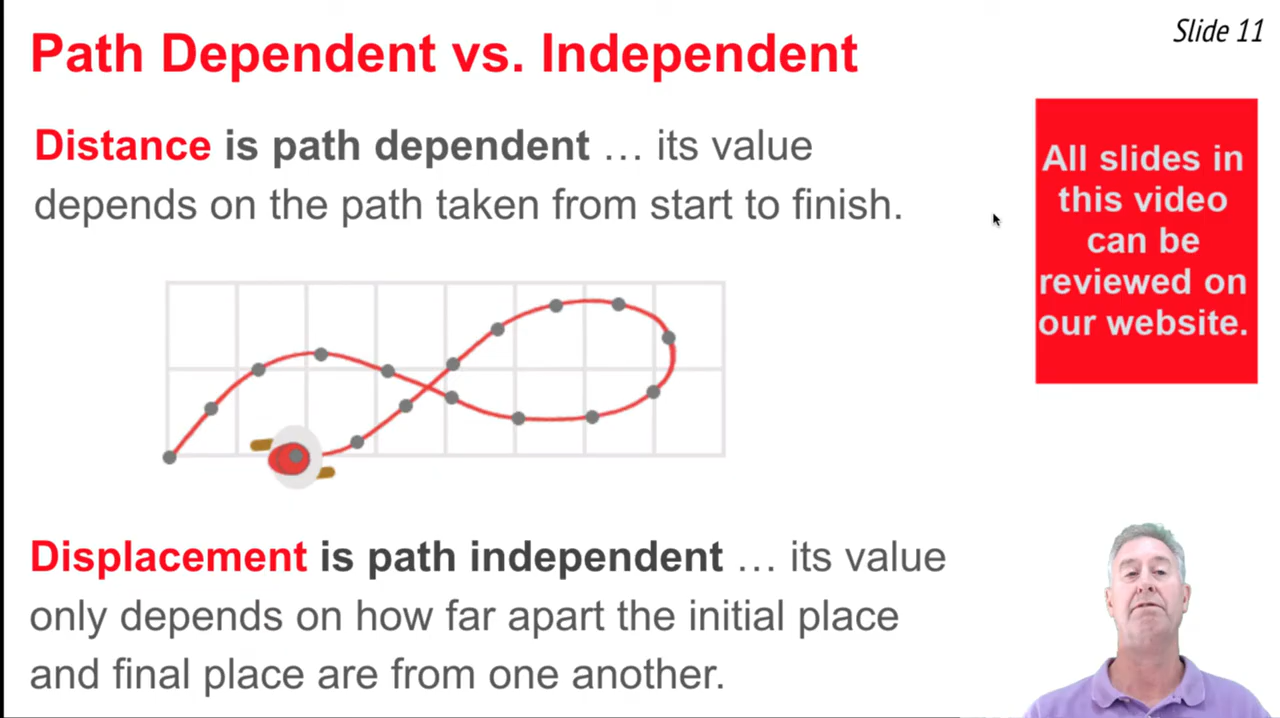 Slide 11
Path Dependent vs. Independent
Distance is path dependent … its value
depends on the path taken from start to finish.
All slides in
this video
can be
reviewed on
our website.
Displacement is path independent … its value
only depends on how far apart the initial place
and final place are from one another.